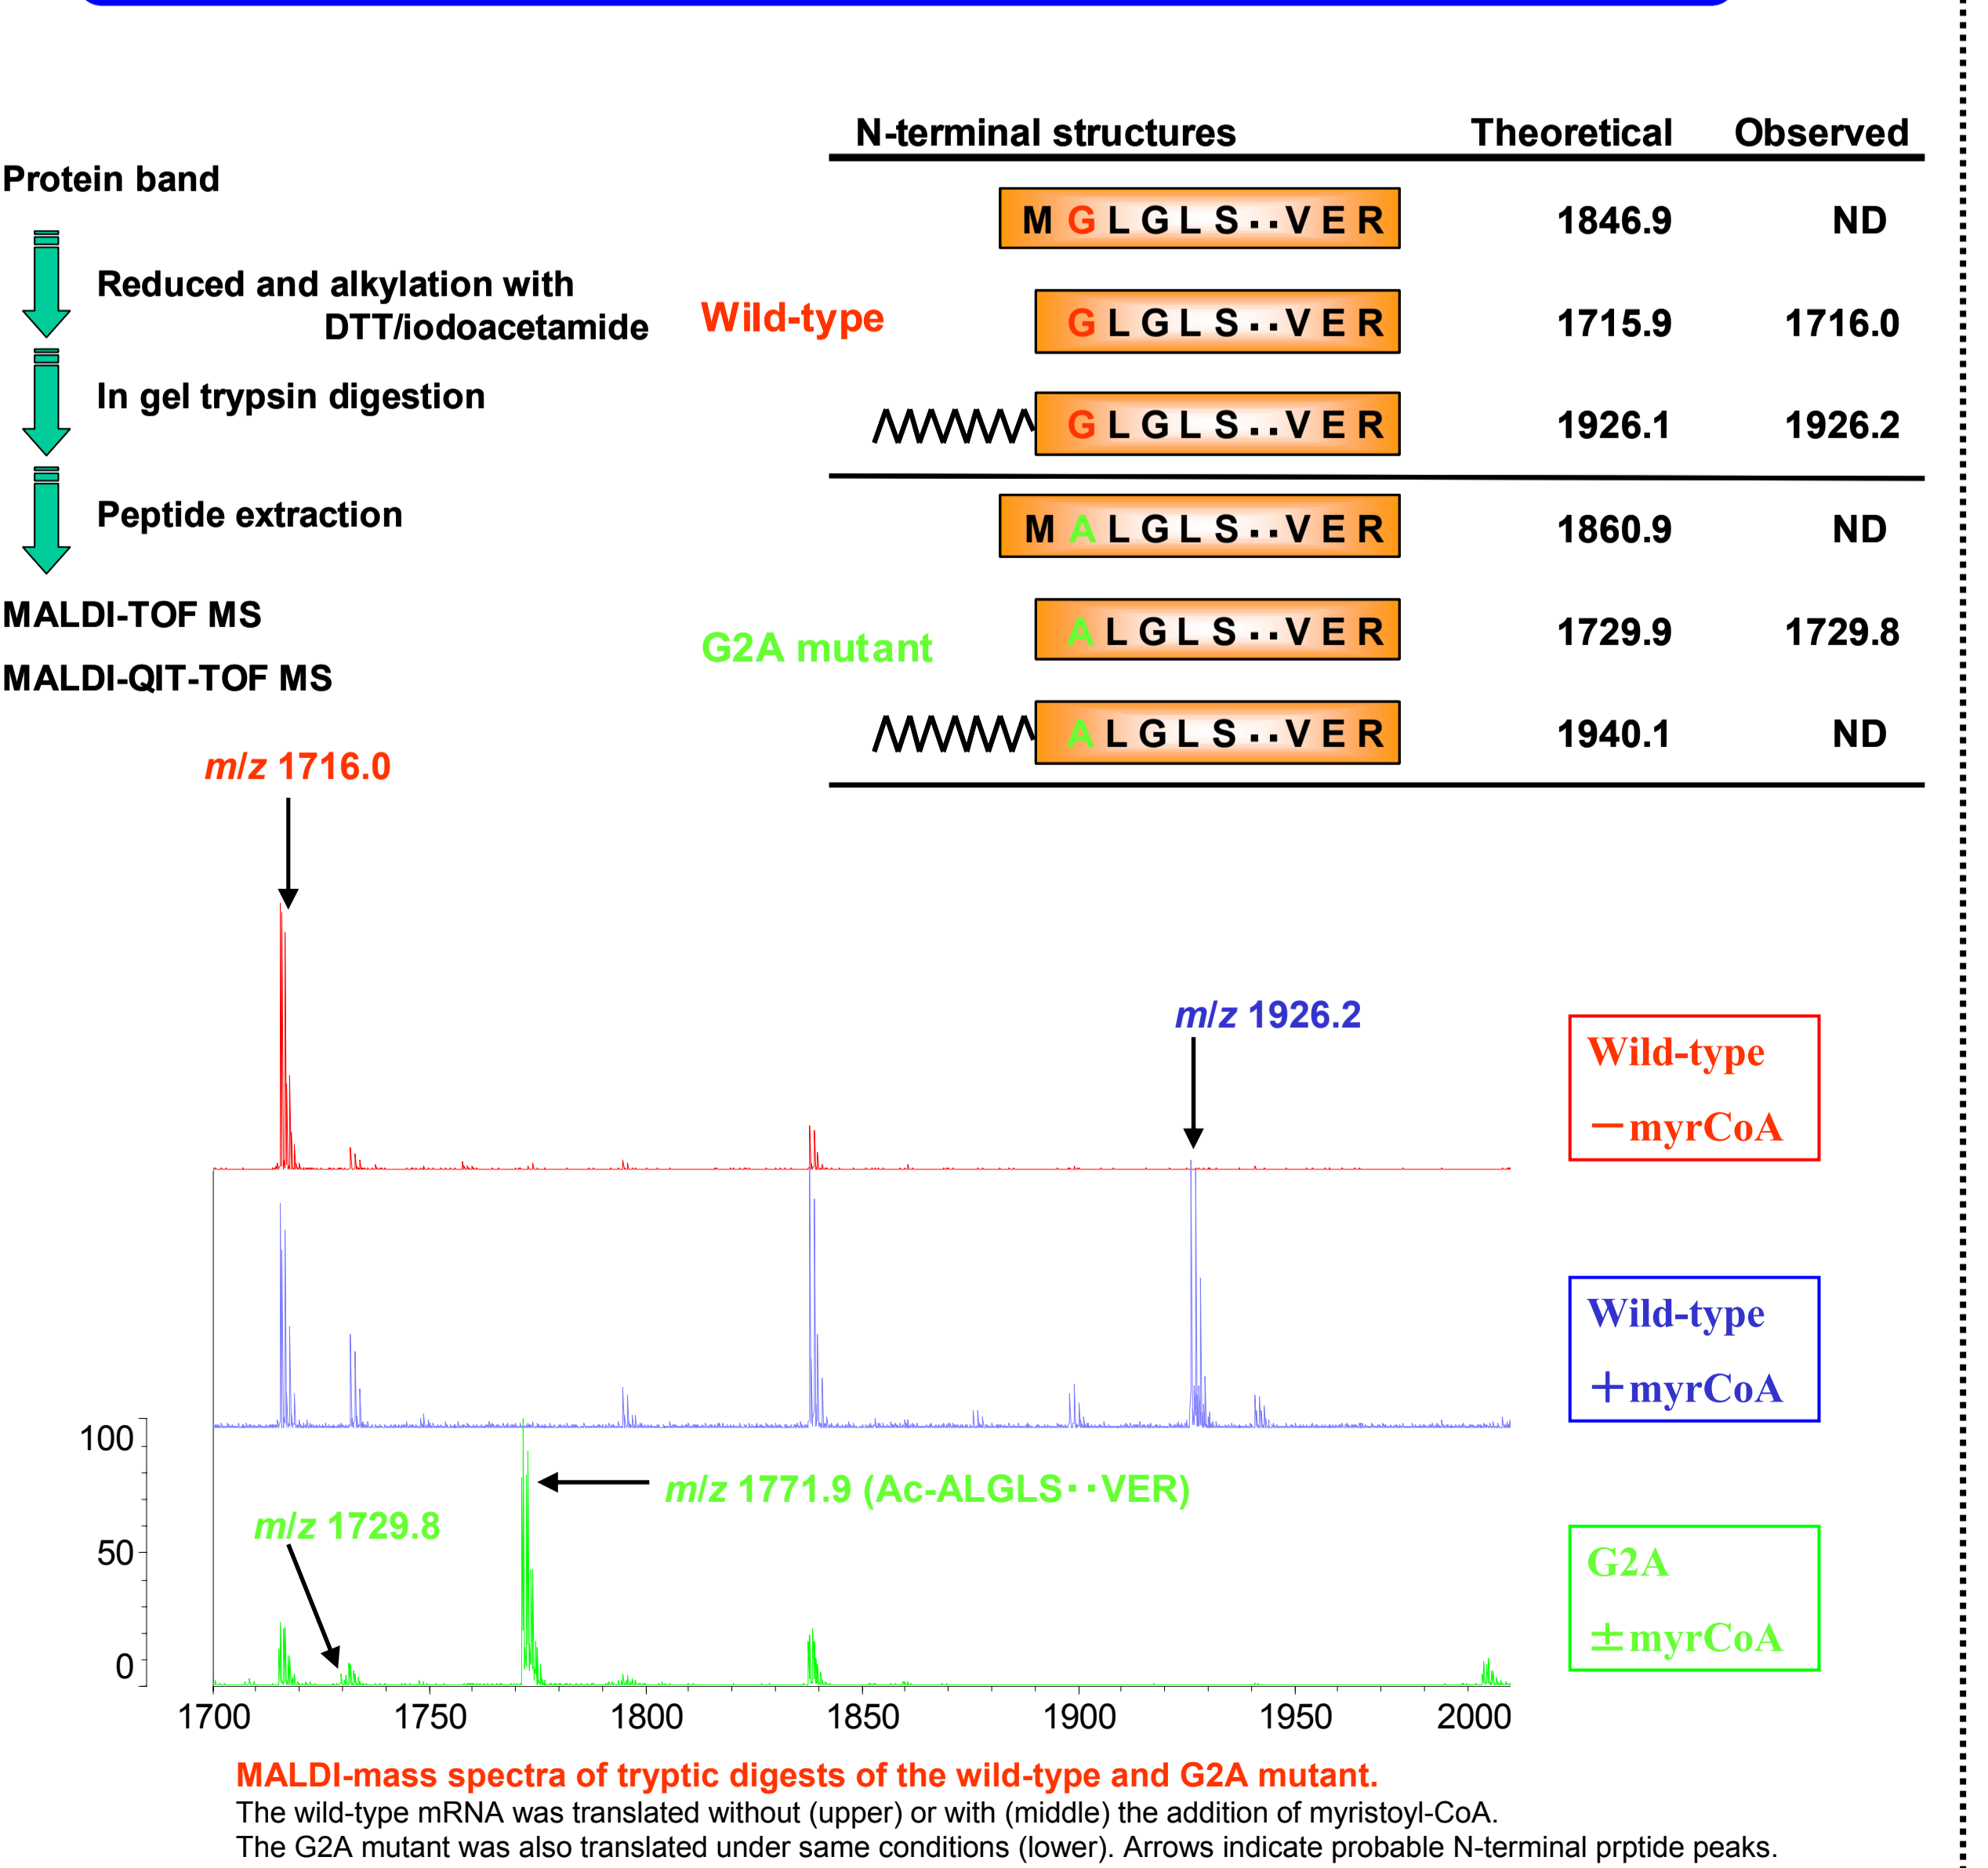 N-terminal structures Theoretical Observed
Protein band
M G L G L S ·· V E R 1846.9 ND
Reduced and alkylation with
DTT/iodoacetamide
Wild-type
G L G L S ·· V E R 1715.9 1716.0
In gel trypsin digestion
G L G L S ·· V E R 1926.1 1926.2
Peptide extraction
M A L G L S ·· V E R 1860.9 ND
MALDI-TOF MS
G2A mutant
A L G L S ·· V E R 1729.9 1729.8
MALDI-QIT-TOF MS
A L G L S ·· V E R 1940.1 ND
m/z 1716.0
m/z 1926.2
Wild-type
−myrCoA
Wild-type
+myrCoA
100
50
0
m/z 1771.9 (Ac-ALGLS··VER)
m/z 1729.8
G2A
±myrCoA
1700 1750 1800 1850 1900 1950 2000
MALDI-mass spectra of tryptic digests of the wild-type and G2A mutant.
The wild-type mRNA was translated without (upper) or with (middle) the addition of myristoyl-CoA.
The G2A mutant was also translated under same conditions (lower). Arrows indicate probable N-terminal prptide peaks.